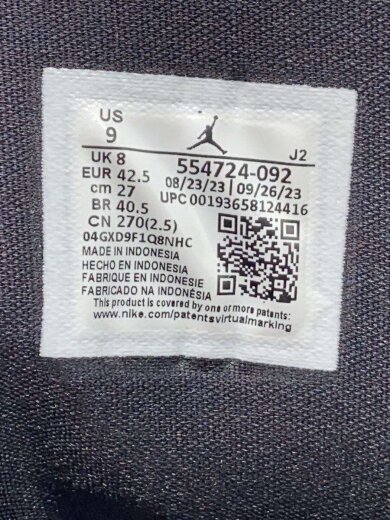 US
9
J2
UK 8
554724-092
EUR 42.5
08/23/23 | 09/26/23
cm 27
UPC 00193658124416
BR 40.5
CN 270(2.5)
04GXD9F1Q8NHC
MADE IN INDONESIA
HECHO EN INDONESIA
FABRIQUE EN INDONESIE
FABRICADO NA INDONÉSIA
This product is covered by one or more patents:
www.nike.com/patentsvirtualmarking